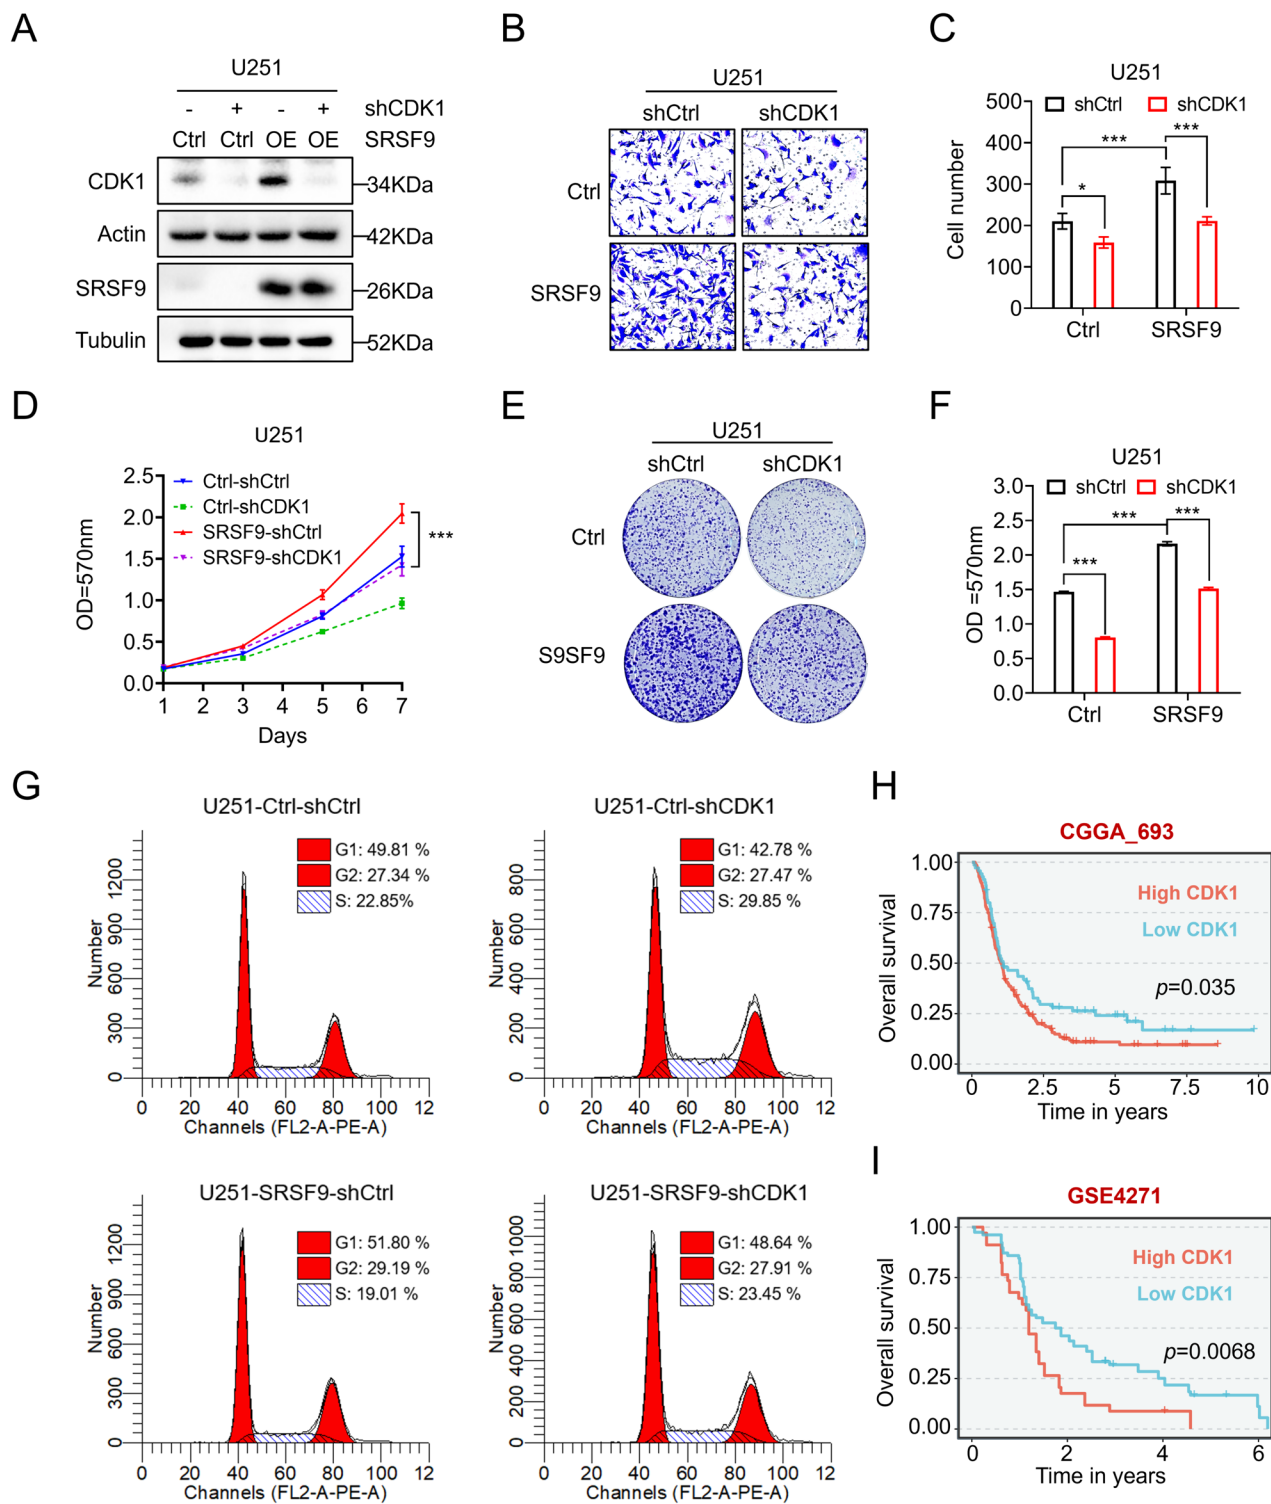 A
U251
- + - + shCDK1
Ctrl Ctrl OE OE SRSF9
CDK1 34KDa
Actin 42KDa
SRSF9 26KDa
Tubulin 52KDa
B
U251
shCtrl shCDK1
Ctrl
SRSF9
C
U251
shCtrl shCDK1
Cell number
500
400
300
200
100
0
*** ***
*
Ctrl SRSF9
D
U251
OD=570nm
2.5
2.0
1.5
1.0
0.5
0.0
Ctrl-shCtrl
Ctrl-shCDK1
SRSF9-shCtrl
SRSF9-shCDK1
***
1 2 3 4 5 6 7
Days
E
U251
shCtrl shCDK1
Ctrl
S9SF9
F
U251
shCtrl shCDK1
OD =570nm
3.0
2.5
2.0
1.5
1.0
0.5
0.0
*** ***
***
Ctrl SRSF9
G
U251-Ctrl-shCtrl
G1: 49.81 %
G2: 27.34 %
S: 22.85%
Number
1200
900
600
300
0
0 20 40 60 80 100 12
Channels (FL2-A-PE-A)
U251-Ctrl-shCDK1
G1: 42.78 %
G2: 27.47 %
S: 29.85 %
Number
800
600
400
200
0
0 20 40 60 80 100 12
Channels (FL2-A-PE-A)
U251-SRSF9-shCtrl
G1: 51.80 %
G2: 29.19 %
S: 19.01 %
Number
1200
900
600
300
0
0 20 40 60 80 100 12
Channels (FL2-A-PE-A)
U251-SRSF9-shCDK1
G1: 48.64 %
G2: 27.91 %
S: 23.45 %
Number
1000
800
600
400
200
0
0 20 40 60 80 100 12
Channels (FL2-A-PE-A)
H
CGGA_693
Overall survival
1.00
0.75
0.50
0.25
0.00
High CDK1
Low CDK1
p=0.035
0 2.5 5 7.5 10
Time in years
I
GSE4271
Overall survival
1.00
0.75
0.50
0.25
0.00
High CDK1
Low CDK1
p=0.0068
0 2 4 6
Time in years